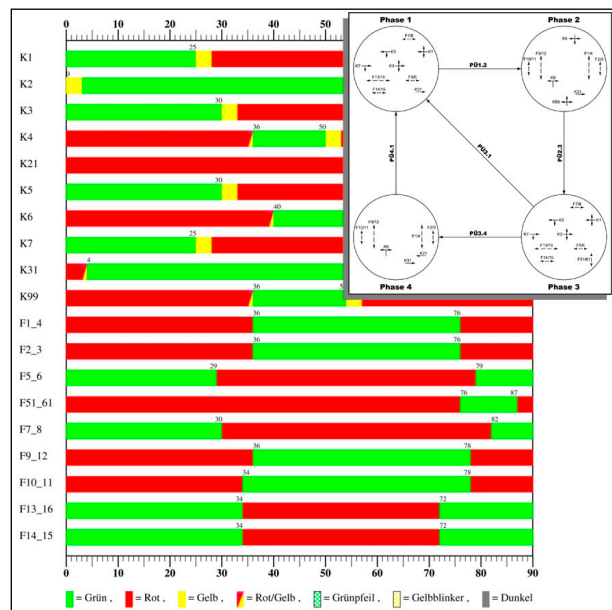 0 10 20 30 40 50
Phase 1 Phase 2
PÜ1.2
PÜ4.1 PÜ3.1 PÜ2.3
PÜ3.4
Phase 4 Phase 3
25
K1
0
K2
30
K3
36 50
K4
K21
30
K5
40
K6
25
K7
4
K31
36
K99
36 76
F1_4
36 76
F2_3
29 79
F5_6
76 87
F51_61
30 82
F7_8
36 78
F9_12
34 78
F10_11
34 72
F13_16
34 72
F14_15
0 10 20 30 40 50 60 70 80 90
= Grün , = Rot , = Gelb , = Rot/Gelb , = Grünpfeil , = Gelbblinker , = Dunkel